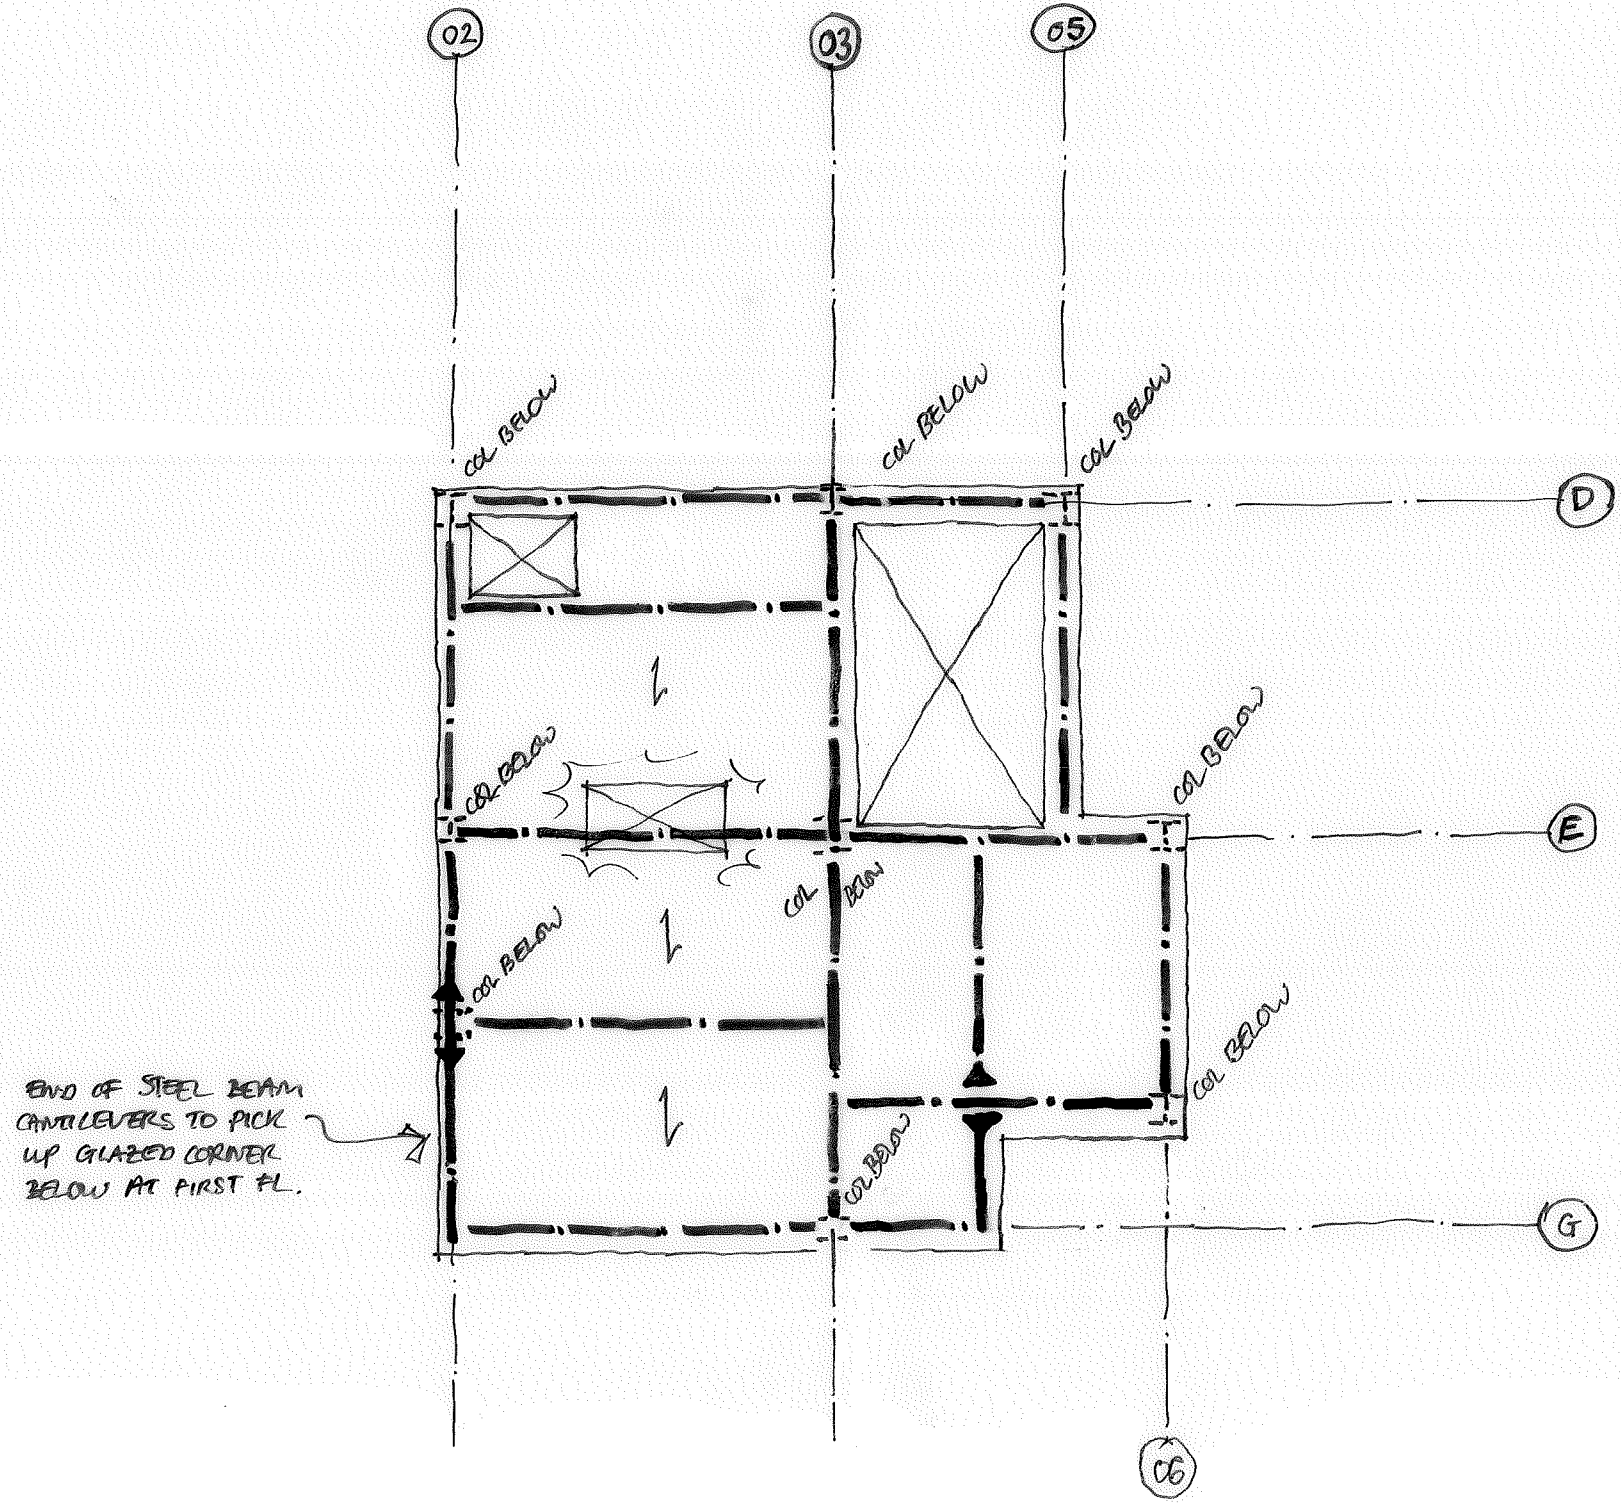 02
03
05
COL BELOW
COL BELOW
COL BELOW
D
COL BELOW
COL BELOW
E
COL BELOW
COL BELOW
COL BELOW
END OF STEEL BEAM
CANTILEVERS TO PICK
UP GLAZED CORNER
BELOW AT FIRST FL.
COL BELOW
G
06